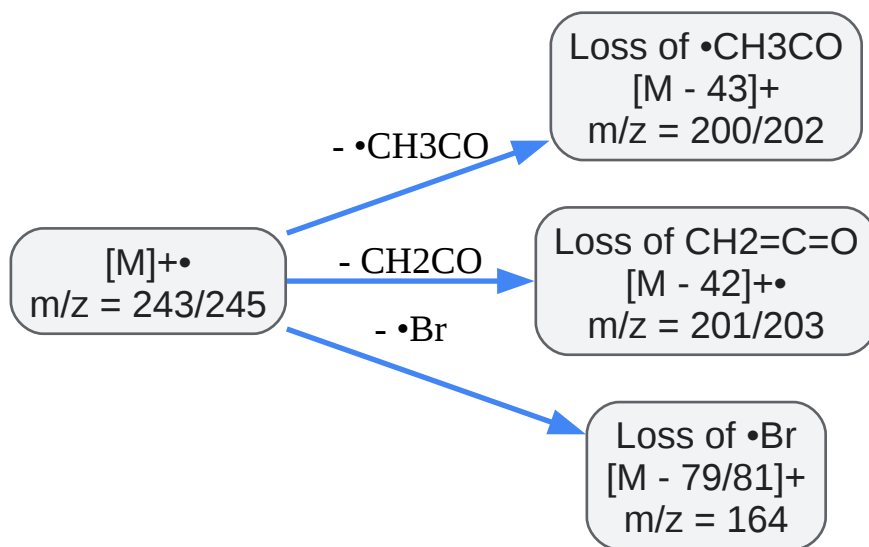 Loss of •CH3CO
[M - 43]+
m/z = 200/202
- •CH3CO
[M]+•
m/z = 243/245
- CH2CO
Loss of CH2=C=O
[M - 42]+•
m/z = 201/203
- •Br
Loss of •Br
[M - 79/81]+
m/z = 164